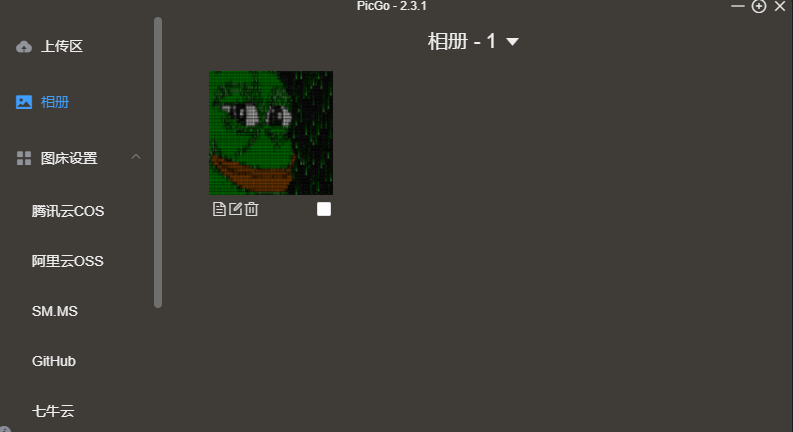 PicGo - 2.3.1
上传区
相册 - 1
相册
图床设置
腾讯云COS
阿里云OSS
SM.MS
GitHub
七牛云